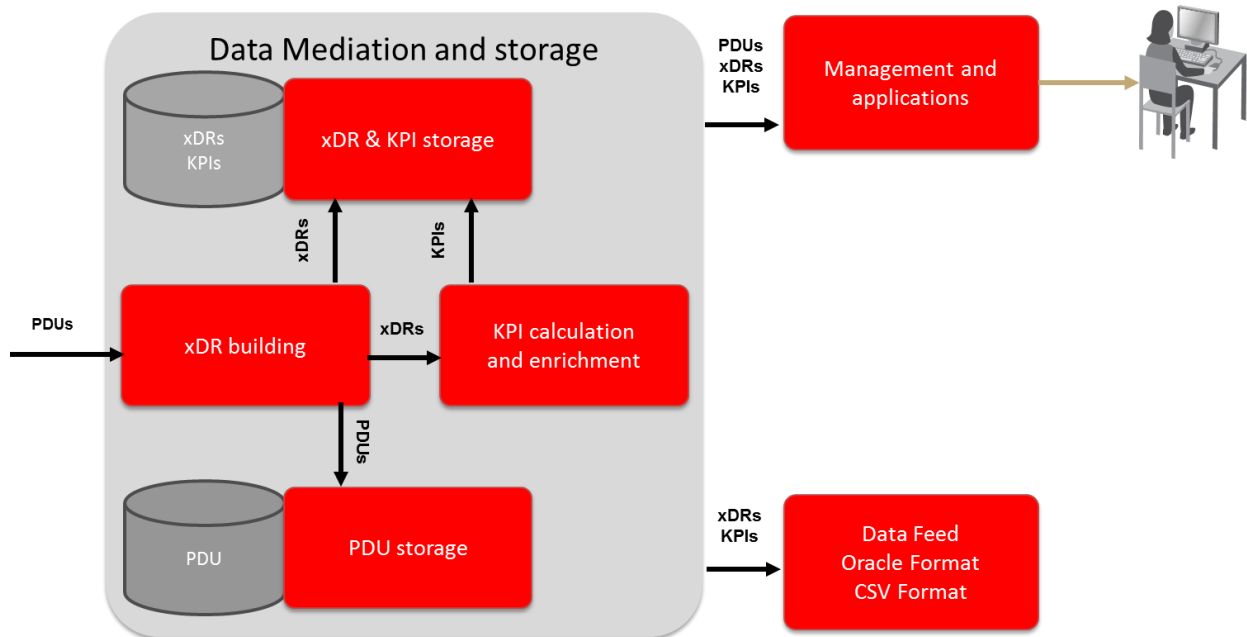 Data Mediation and storage
xDRs
KPIs
xDR & KPI storage
PDUs
xDRs
KPIs
Management and
applications
xDRs
KPIs
PDUs
xDR building
xDRs
KPI calculation
and enrichment
PDUs
PDU
PDU storage
xDRs
KPIs
Data Feed
Oracle Format
CSV Format